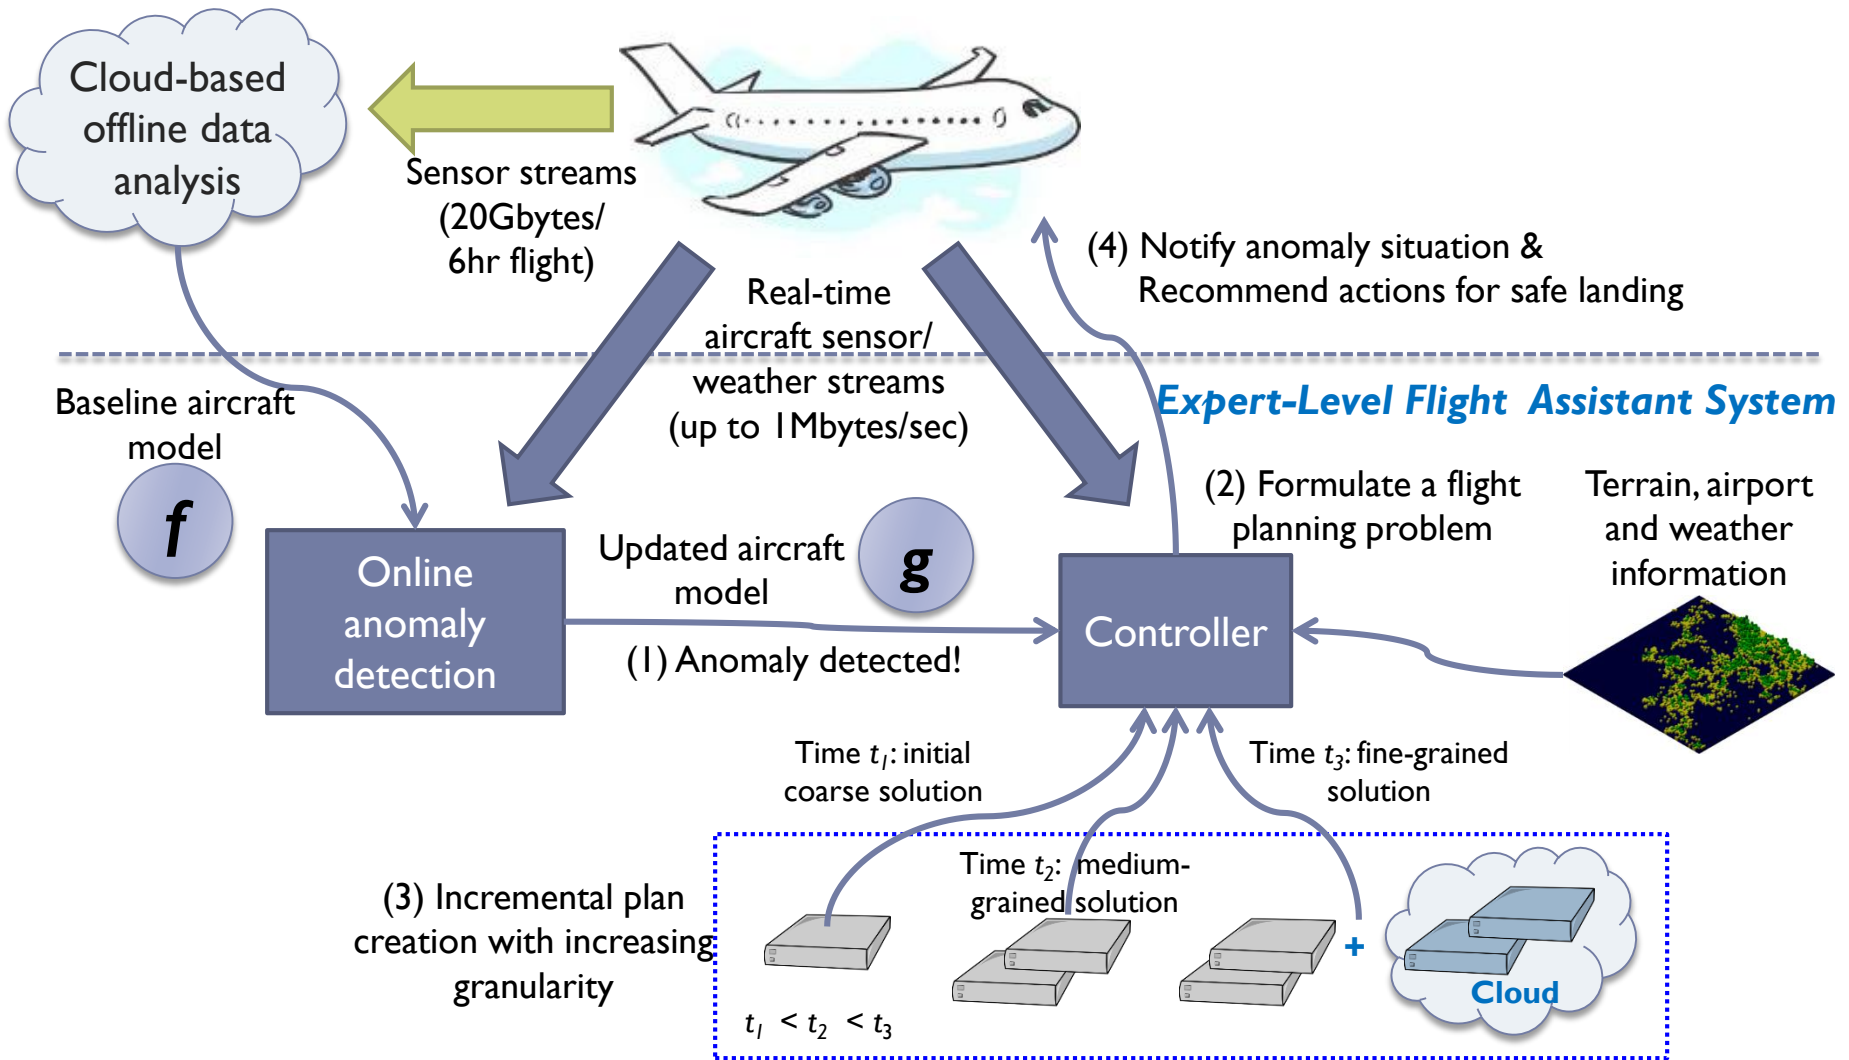 Cloud-based
offline data
analysis
Sensor streams
(20Gbytes/
6hr flight)
Real-time
aircraft sensor/
weather streams
(up to 1Mbytes/sec)
(4) Notify anomaly situation &
Recommend actions for safe landing
Expert-Level Flight Assistant System
Baseline aircraft
model
f
Online
anomaly
detection
Updated aircraft
model
g
(1) Anomaly detected!
(2) Formulate a flight
planning problem
Controller
Terrain, airport
and weather
information
Time t1: initial
coarse solution
Time t3: fine-grained
solution
Time t2: medium-
grained solution
(3) Incremental plan
creation with increasing
granularity
+
Cloud
t1 < t2 < t3